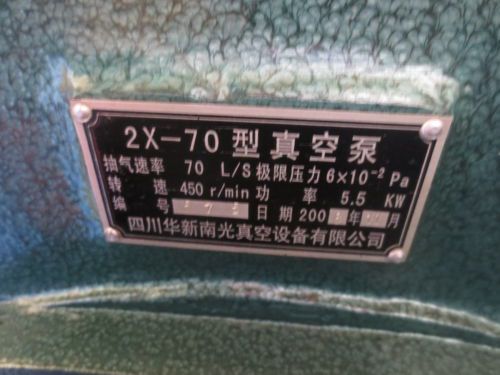 2X-70型真空泵
抽气速率 70 L/S 极限压力 6×10⁻² Pa
转速 450 r/min 功率 5.5 KW
编号 日期 200 年 月
四川华新南光真空设备有限公司